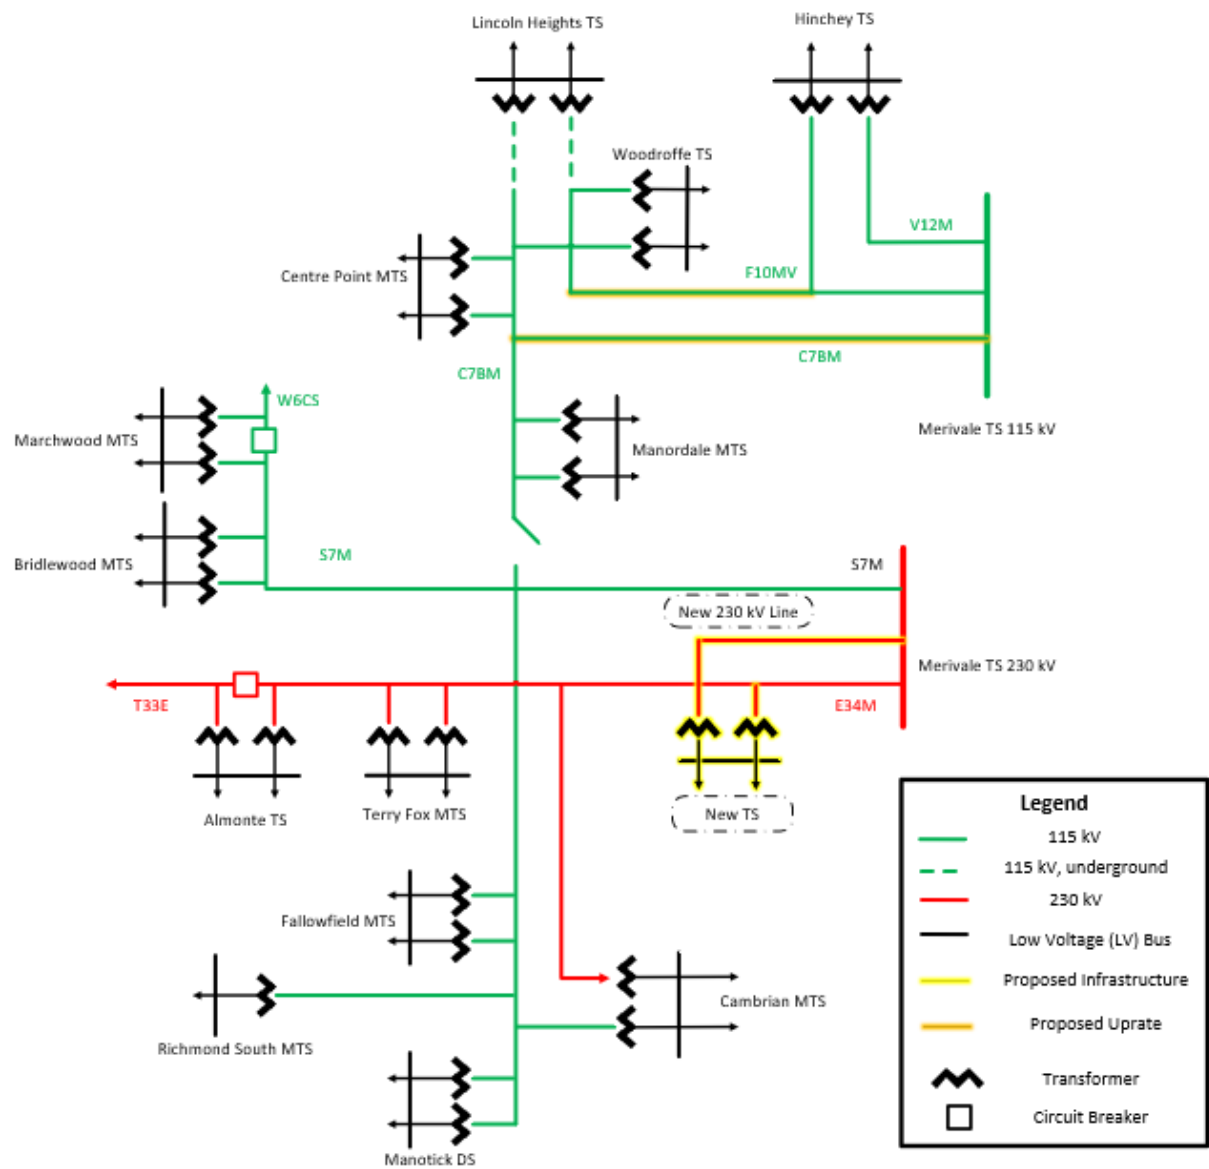 Lincoln Heights TS
Hinchey TS
Woodroffe TS
V12M
Centre Point MTS
F10MV
C7BM
C7BM
W6CS
Marchwood MTS
Merivale TS 115 kV
Manordale MTS
Bridlewood MTS
S7M
S7M
New 230 kV Line
Merivale TS 230 kV
T33E
E34M
Almonte TS
Terry Fox MTS
New TS
Legend
115 kV
115 kV, underground
230 kV
Low Voltage (LV) Bus
Proposed Infrastructure
Proposed Uprate
Transformer
Circuit Breaker
Fallowfield MTS
Cambrian MTS
Richmond South MTS
Manotick DS